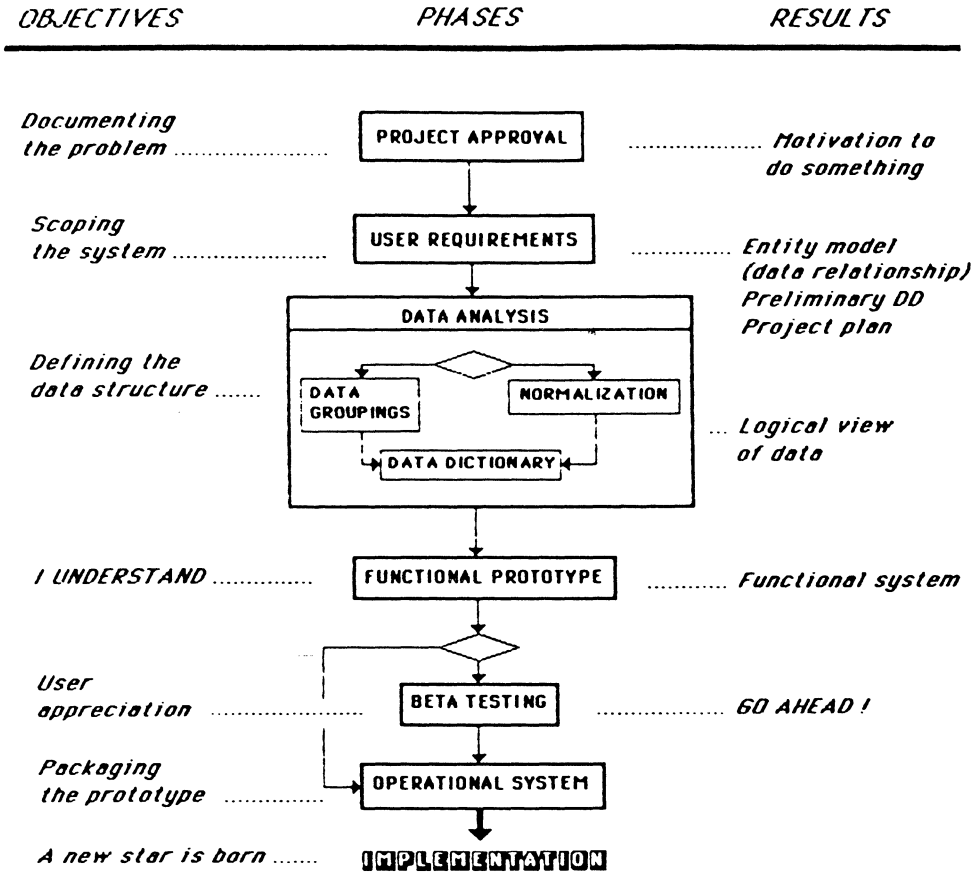 OBJECTIVES PHASES RESULTS
Documenting
the problem
PROJECT APPROVAL
Motivation to
do something
Scoping
the system
USER REQUIREMENTS
Entity model
(data relationship)
Preliminary DD
Project plan
DATA ANALYSIS
Defining the
data structure
DATA
GROUPINGS
NORMALIZATION
DATA DICTIONARY
Logical view
of data
I UNDERSTAND
FUNCTIONAL PROTOTYPE
Functional system
User
appreciation
BETA TESTING
GO AHEAD !
Packaging
the prototype
OPERATIONAL SYSTEM
A new star is born
IMPLEMENTATION